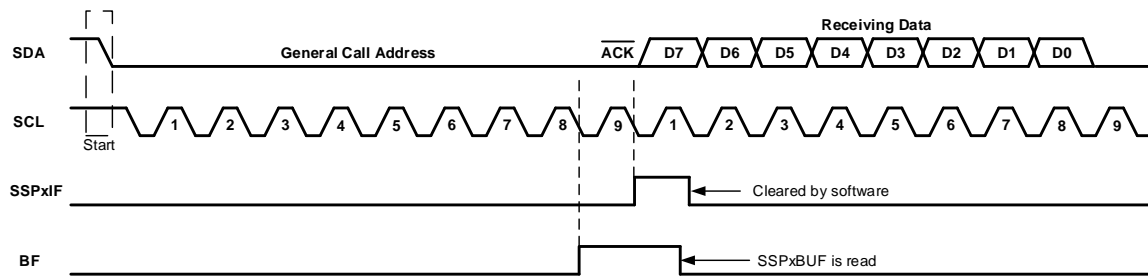 Receiving Data
SDA General Call Address ACK D7 D6 D5 D4 D3 D2 D1 D0
SCL 1 2 3 4 5 6 7 8 9 1 2 3 4 5 6 7 8 9
Start
SSPxIF Cleared by software
BF SSPxBUF is read